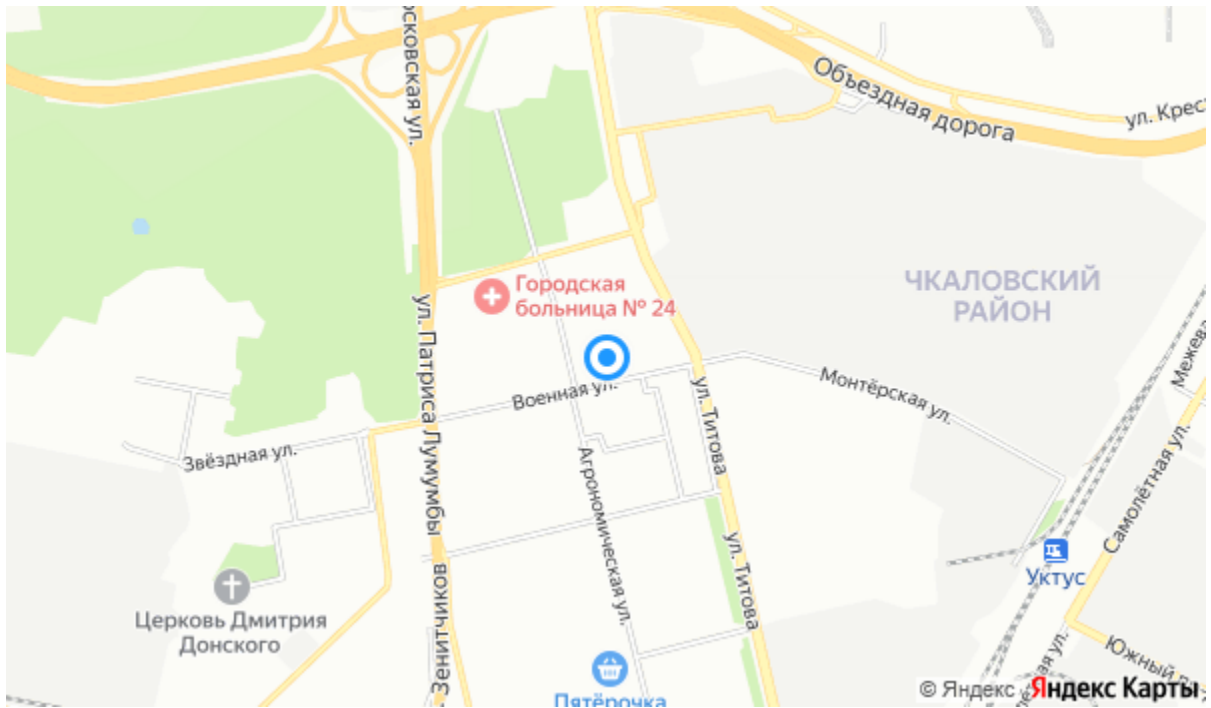 осковская ул.
Объездная дорога
ул. Крес
Городская
больница № 24
ЧКАЛОВСКИЙ
РАЙОН
Межева
ул. Патриса Лумумбы
Военная ул.
ул. Титова
Монтёрская ул.
Звёздная ул.
Агрономическая ул.
Самолётная ул.
ул. Титова
Уктус
Церковь Дмитрия
Донского
Зенитчиков
Южный
Пятёрочка
© Яндекс Яндекс Карты